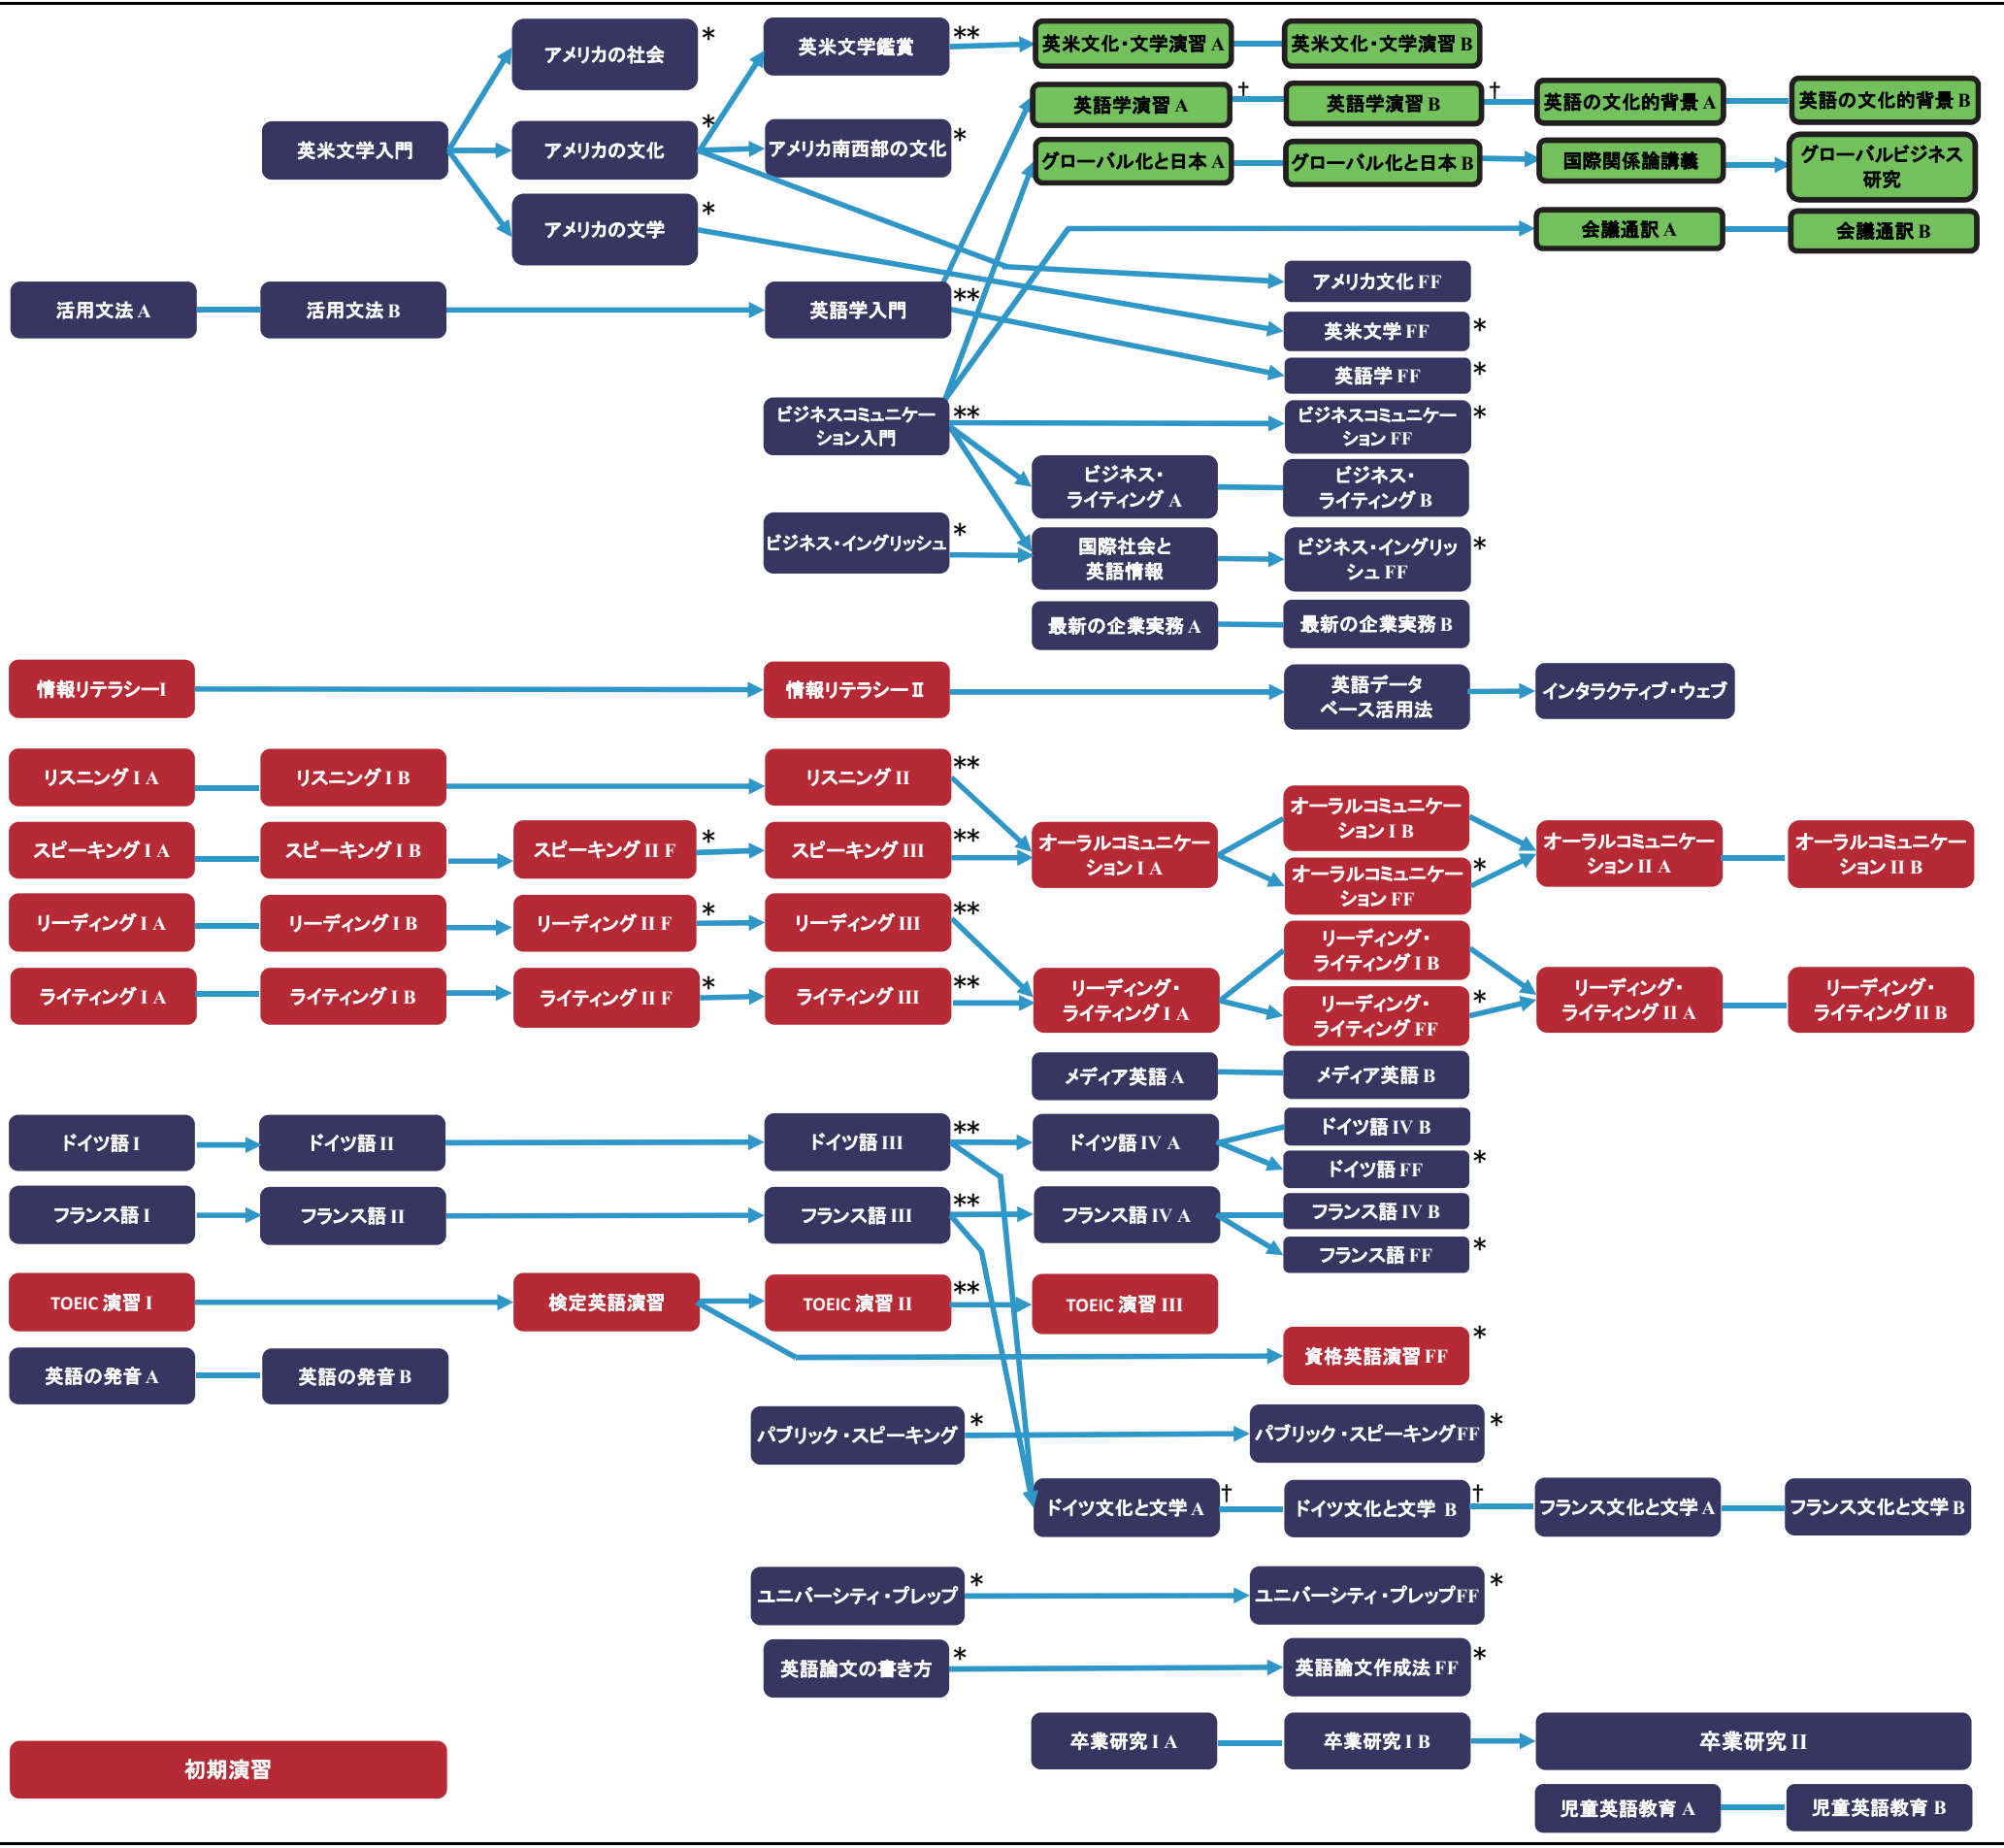 アメリカの社会
*
英米文学鑑賞
**
英米文化・文学演習 A
英米文化・文学演習 B
英語学演習 A
†
英語学演習 B
†
英語の文化的背景 A
英語の文化的背景 B
英米文学入門
アメリカの文化
*
アメリカ南西部の文化
*
グローバル化と日本 A
グローバル化と日本 B
国際関係論講義
グローバルビジネス
研究
アメリカの文学
*
会議通訳 A
会議通訳 B
アメリカ文化 FF
活用文法 A
活用文法 B
英語学入門
**
英米文学 FF
*
英語学 FF
*
ビジネスコミュニケー
ション入門
**
ビジネスコミュニケー
ション FF
*
ビジネス・
ライティング A
ビジネス・
ライティング B
ビジネス・イングリッシュ
*
国際社会と
英語情報
ビジネス・イングリッ
シュ FF
*
最新の企業実務 A
最新の企業実務 B
情報リテラシーI
情報リテラシーⅡ
英語データ
ベース活用法
インタラクティブ・ウェブ
リスニング I A
リスニング I B
リスニング II
**
スピーキング I A
スピーキング I B
スピーキング II F
*
スピーキング III
**
オーラルコミュニケー
ション I A
オーラルコミュニケー
ション I B
オーラルコミュニケー
ション FF
*
オーラルコミュニケー
ション II A
オーラルコミュニケー
ション II B
リーディング I A
リーディング I B
リーディング II F
*
リーディング III
**
ライティング I A
ライティング I B
ライティング II F
*
ライティング III
**
リーディング・
ライティング I A
リーディング・
ライティング I B
リーディング・
ライティング FF
*
リーディング・
ライティング II A
リーディング・
ライティング II B
メディア英語 A
メディア英語 B
ドイツ語 I
ドイツ語 II
ドイツ語 III
**
ドイツ語 IV A
ドイツ語 IV B
ドイツ語 FF
*
フランス語 I
フランス語 II
フランス語 III
**
フランス語 IV A
フランス語 IV B
フランス語 FF
*
TOEIC 演習 I
検定英語演習
TOEIC 演習 II
**
TOEIC 演習 III
資格英語演習 FF
*
英語の発音 A
英語の発音 B
パブリック・スピーキング
*
パブリック・スピーキングFF
*
ドイツ文化と文学 A
†
ドイツ文化と文学 B
†
フランス文化と文学 A
フランス文化と文学 B
ユニバーシティ・プレップ
*
ユニバーシティ・プレップFF
*
英語論文の書き方
*
英語論文作成法 FF
*
卒業研究 I A
卒業研究 I B
卒業研究 II
初期演習
児童英語教育 A
児童英語教育 B